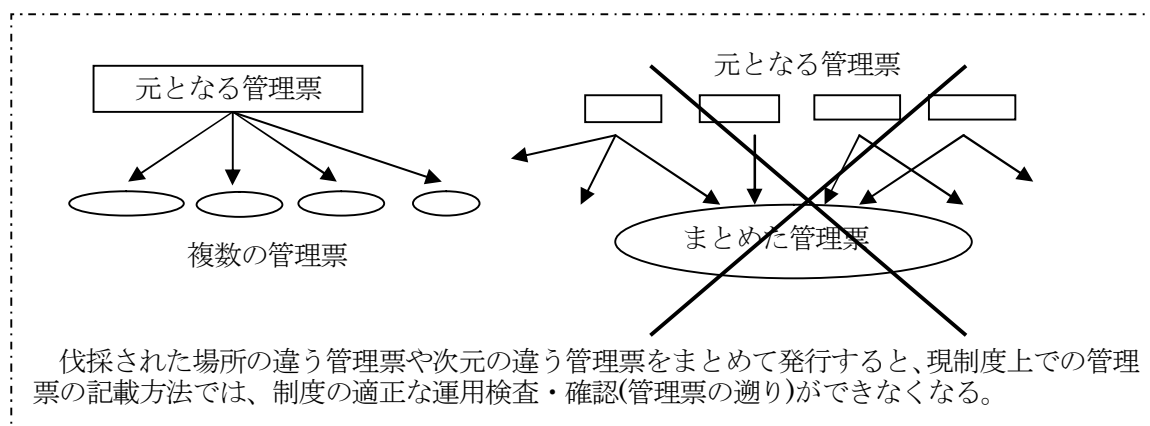 元となる管理票
複数の管理票
元となる管理票
まとめた管理票
伐採された場所の違う管理票や次元の違う管理票をまとめて発行すると、現制度上での管理
票の記載方法では、制度の適正な運用検査・確認(管理票の遡り)ができなくなる。